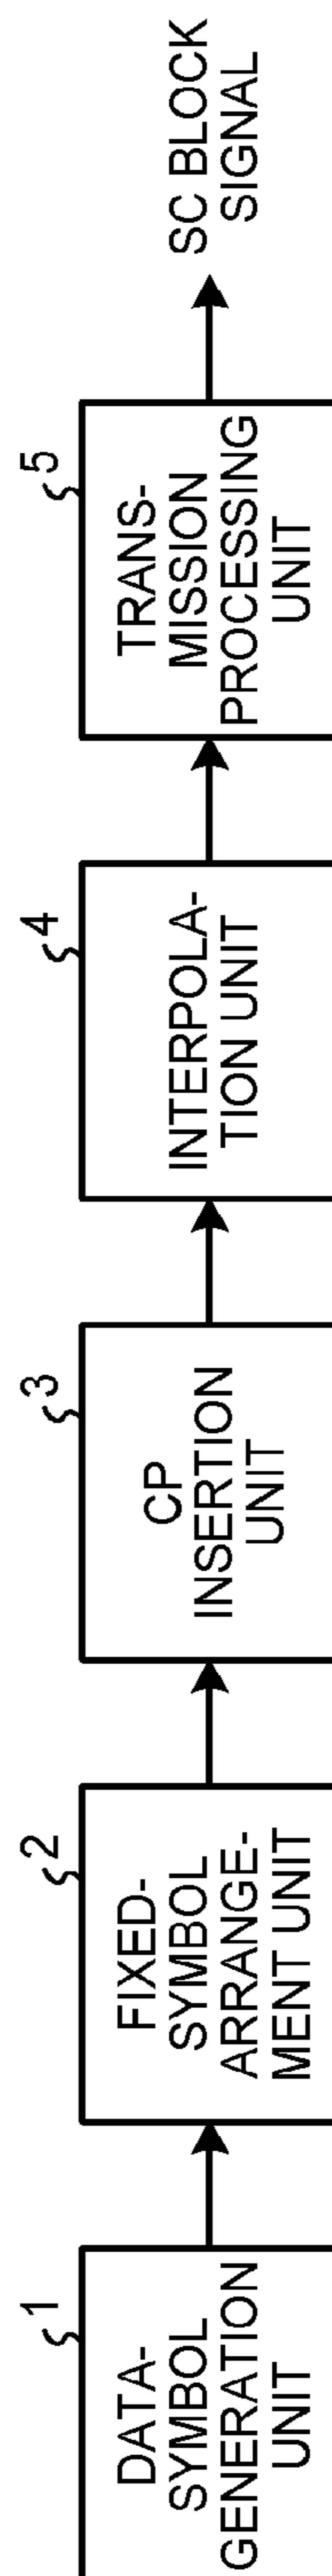 1
DATA-
SYMBOL
GENERATION
UNIT
2
FIXED-
SYMBOL
ARRANGE-
MENT UNIT
3
CP
INSERTION
UNIT
4
INTERPOLA-
TION UNIT
5
TRANS-
MISSION
PROCESSING
UNIT
SC BLOCK
SIGNAL